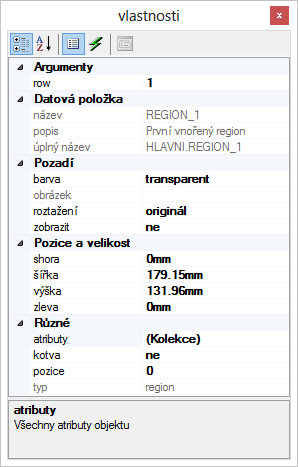 vlastnosti
Argumenty
row 1
Datová položka
název REGION_1
popis První vnořený region
úplný název HLAVNI.REGION_1
Pozadí
barva transparent
obrázek
roztažení originál
zobrazit ne
Pozice a velikost
shora 0mm
šířka 179.15mm
výška 131.96mm
zleva 0mm
Různé
atributy (Kolekce)
kotva ne
pozice 0
typ region
atributy
Všechny atributy objektu